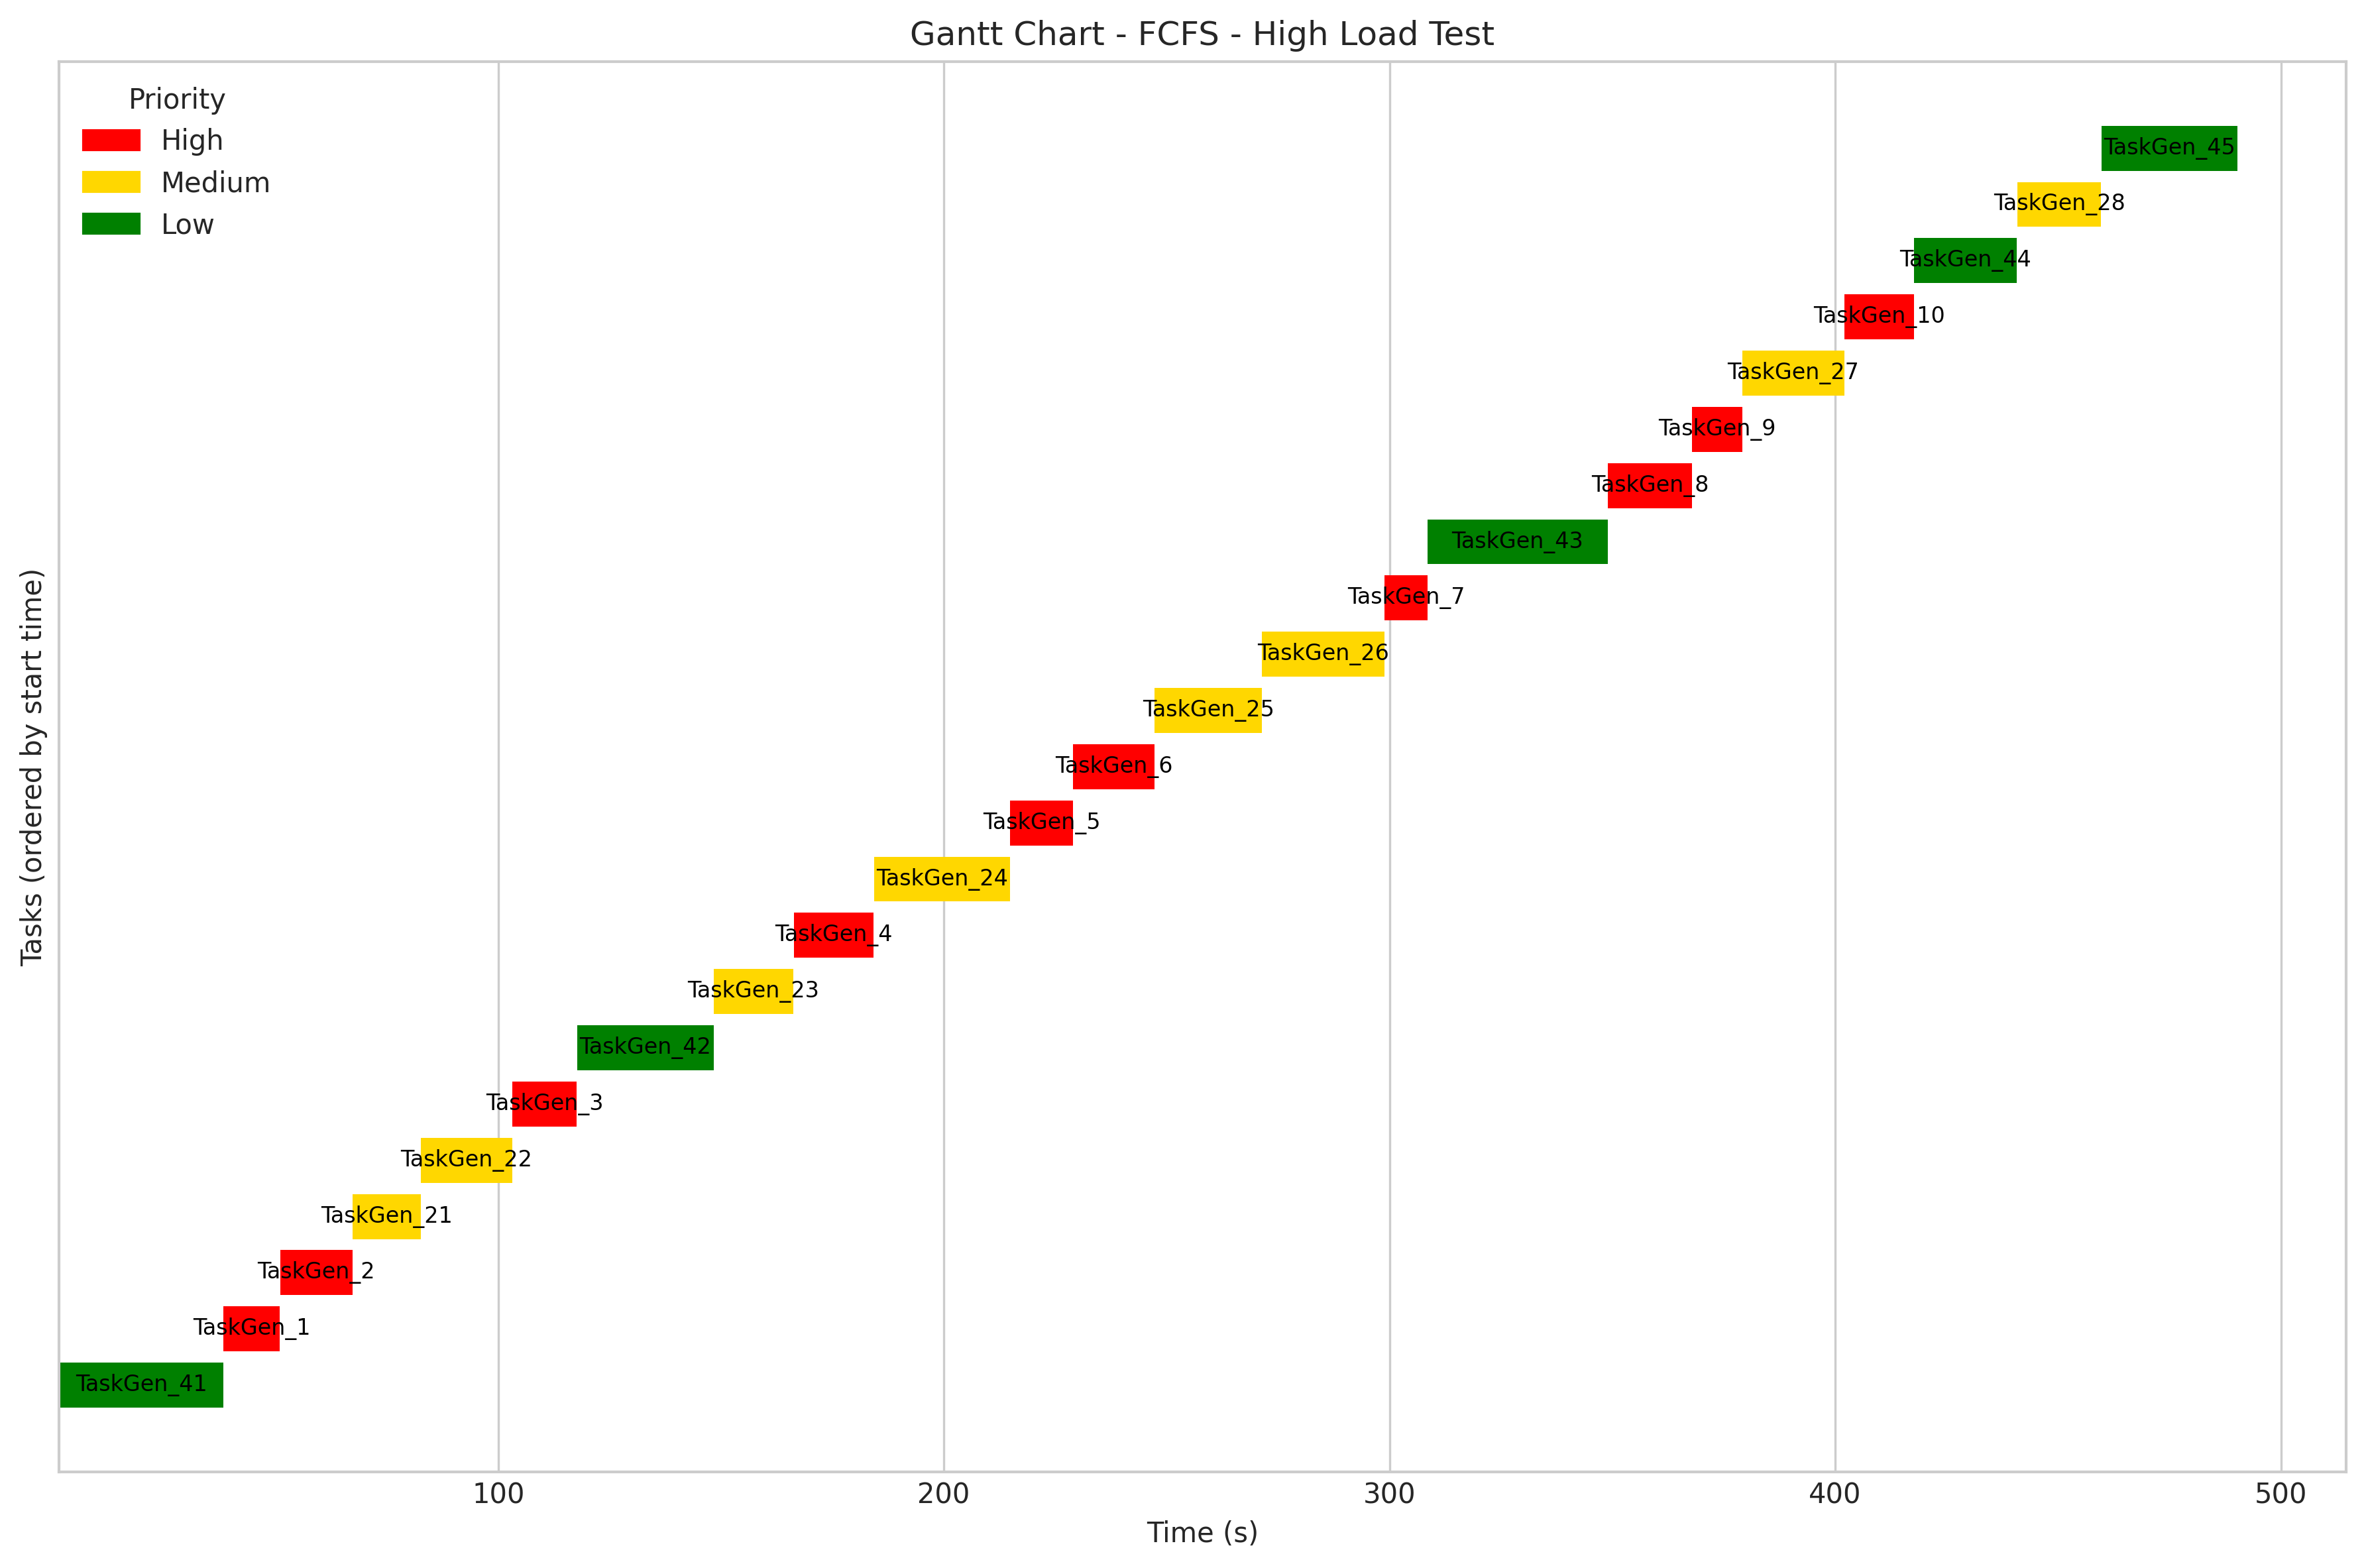 Gantt Chart - FCFS - High Load Test
Priority
High
Medium
Low
TaskGen_45
TaskGen_28
TaskGen_44
TaskGen_10
TaskGen_27
TaskGen_9
TaskGen_8
TaskGen_43
TaskGen_7
TaskGen_26
TaskGen_25
TaskGen_6
TaskGen_5
TaskGen_24
TaskGen_4
TaskGen_23
TaskGen_42
TaskGen_3
TaskGen_22
TaskGen_21
TaskGen_2
TaskGen_1
TaskGen_41
Tasks (ordered by start time)
100 200 300 400 500
Time (s)